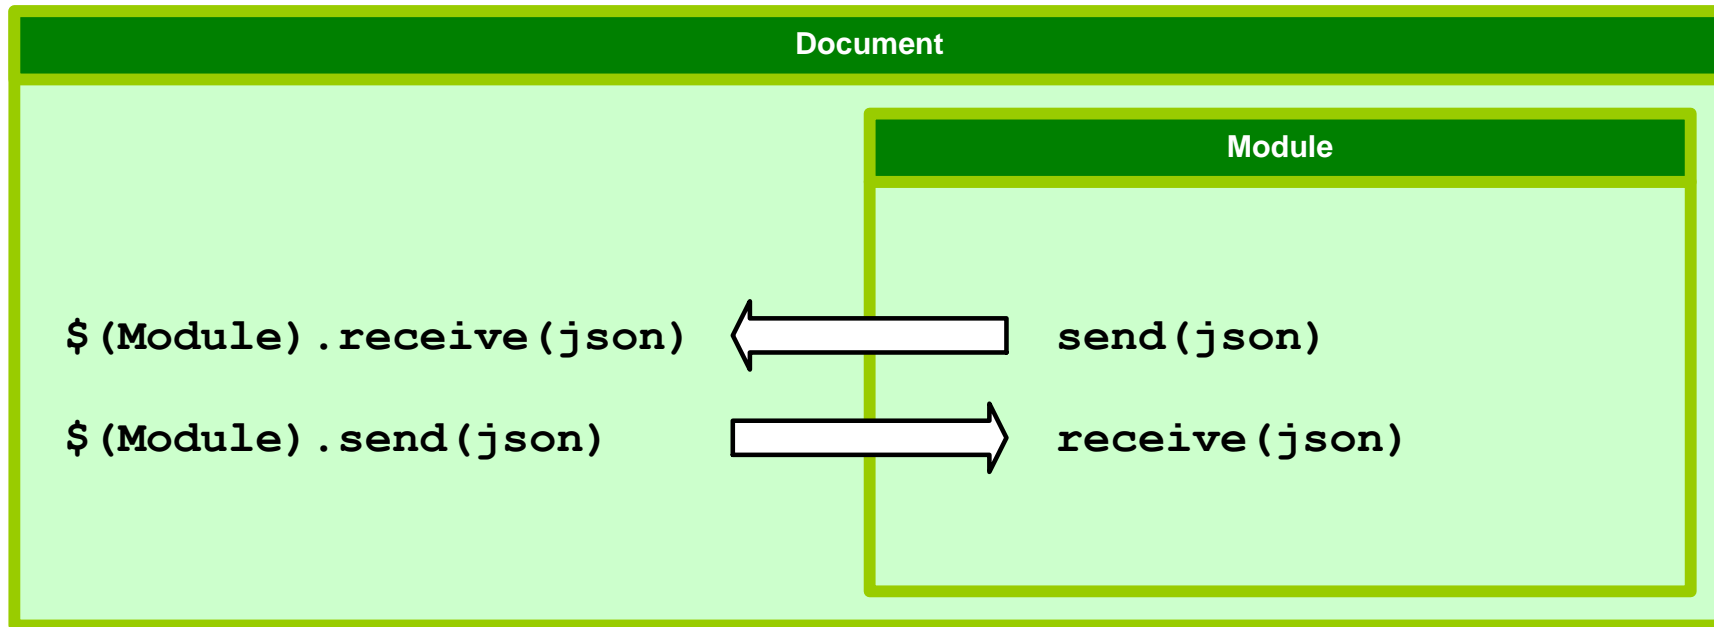 Document
Module
$(Module).receive(json)
send(json)
$(Module).send(json)
receive(json)